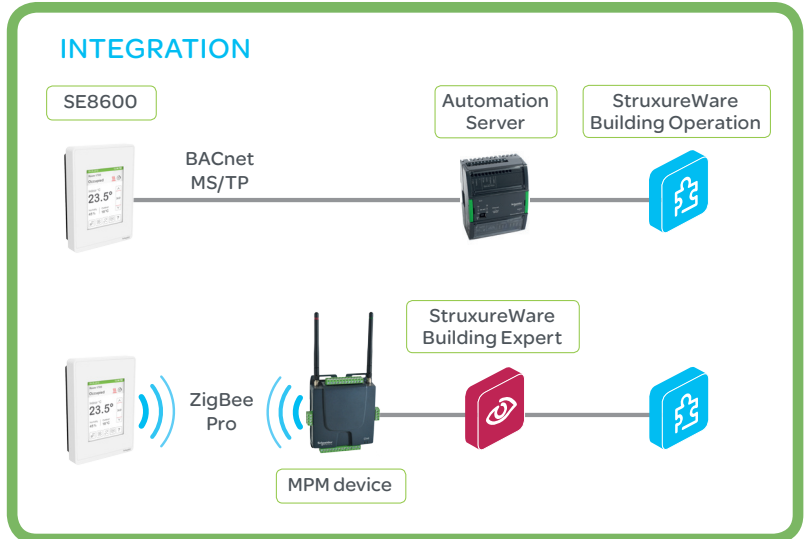 INTEGRATION
SE8600
Automation
Server
StruxureWare
Building Operation
BACnet
MS/TP
23.5°
StruxureWare
Building Expert
ZigBee
Pro
23.5°
MPM device